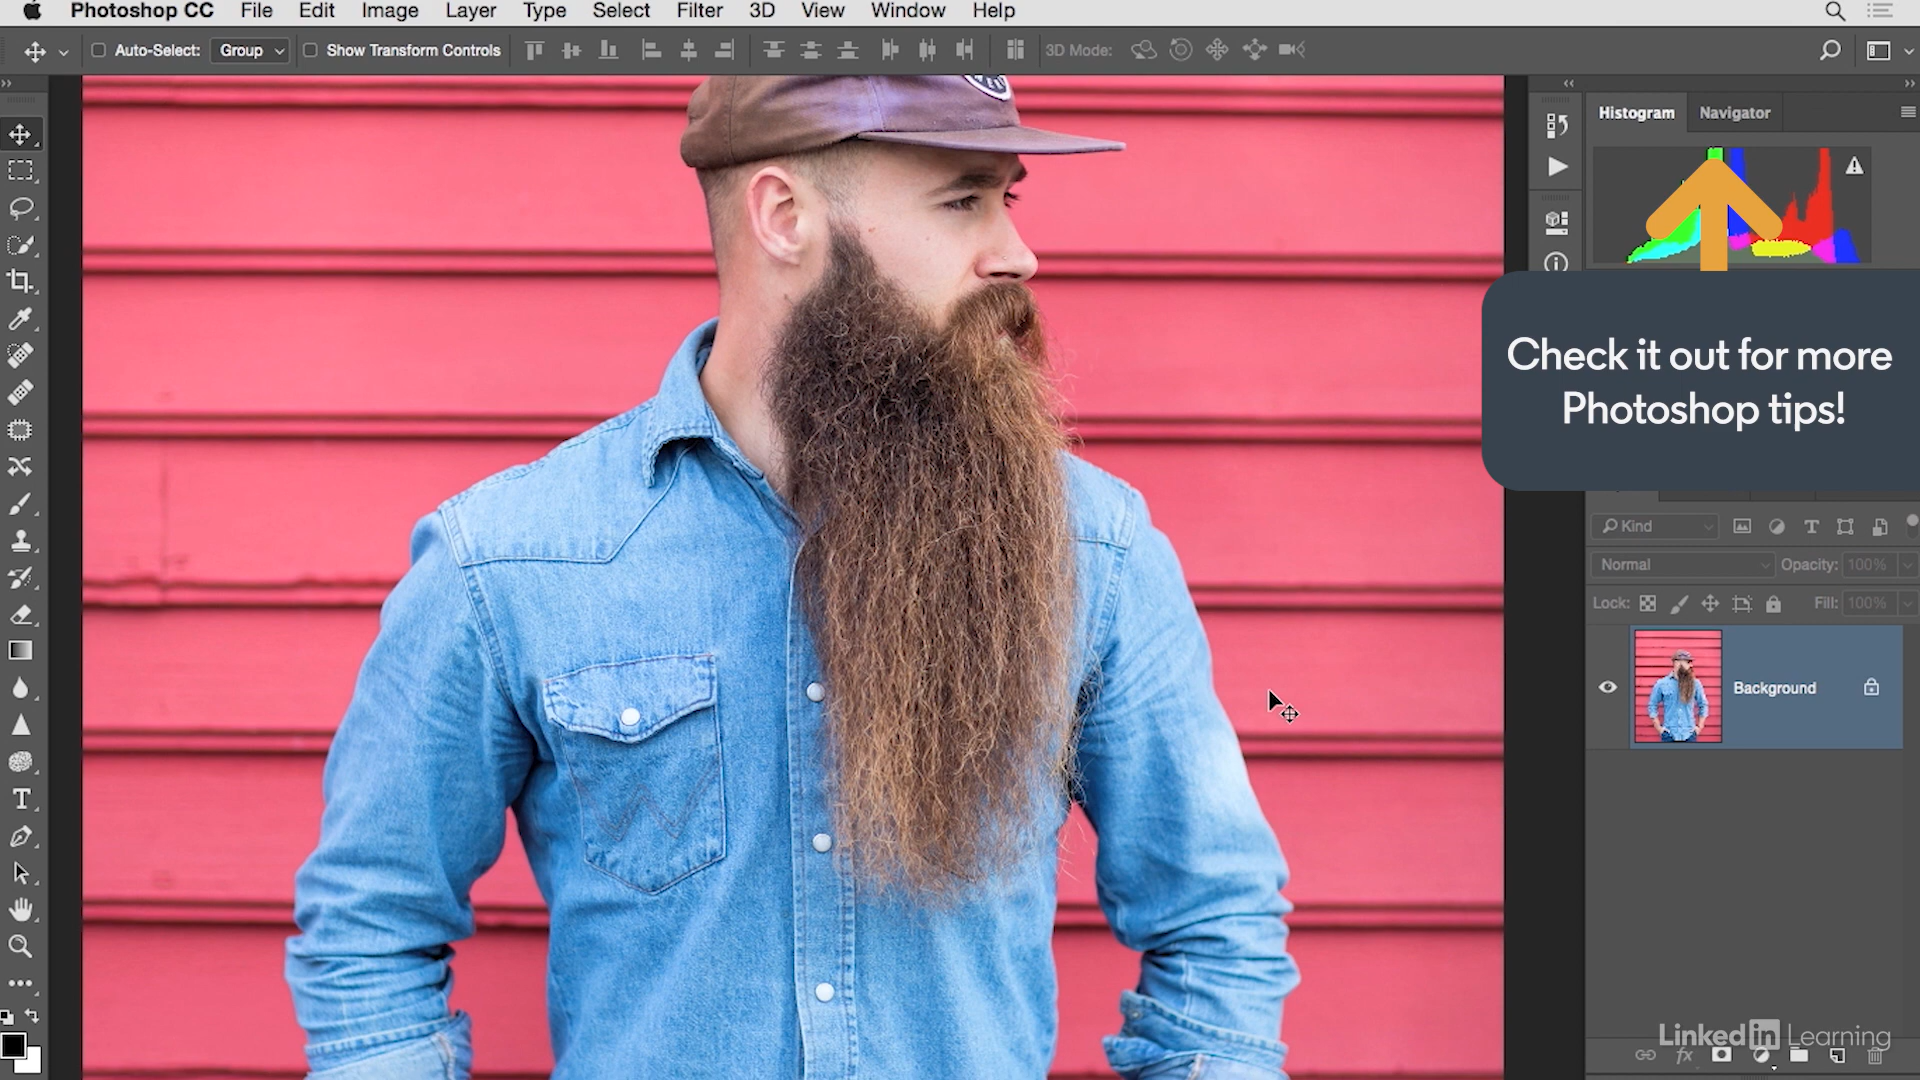 Photoshop CC File Edit Image Layer Type Select Filter 3D View Window Help
Auto-Select: Group Show Transform Controls 3D Mode:
Histogram Navigator
Check it out for more
Photoshop tips!
Kind
Normal Opacity: 100%
Lock: Fill: 100%
Background
LinkedIn Learning
fx